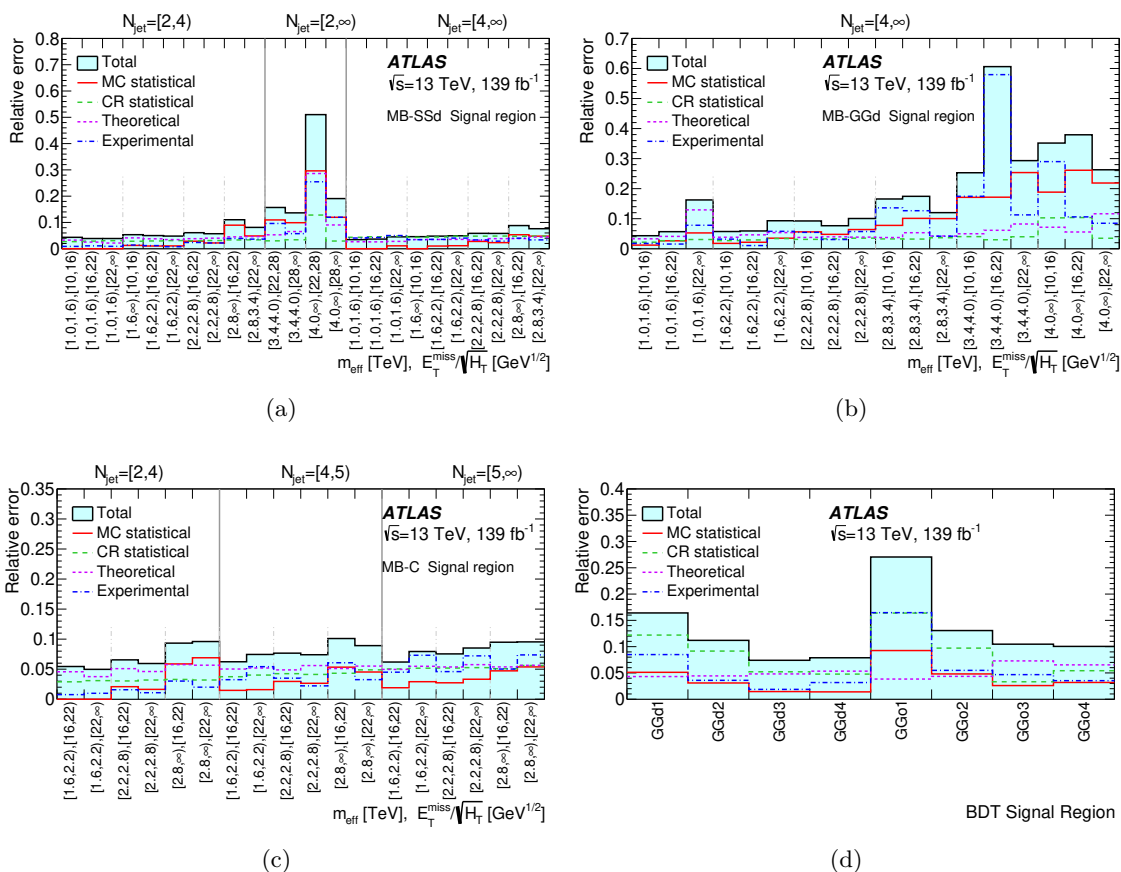 N_jet=[2,4) N_jet=[2,∞) N_jet=[4,∞)
Relative error
0.8
0.7
0.6
0.5
0.4
0.3
0.2
0.1
0
Total
MC statistical
CR statistical
Theoretical
Experimental
ATLAS
√s=13 TeV, 139 fb⁻¹
MB-SSd Signal region
[1.0,1.6),[10,16)
[1.0,1.6),[16,22)
[1.0,1.6),[22,∞)
[1.6,∞),[10,16)
[1.6,2.2),[16,22)
[1.6,2.2),[22,∞)
[2.2,2.8),[16,22)
[2.2,2.8),[22,∞)
[2.8,∞),[16,22)
[2.8,3.4),[22,∞)
[3.4,4.0),[22,28)
[3.4,4.0),[28,∞)
[4.0,∞),[22,28)
[4.0,∞),[28,∞)
[1.0,1.6),[10,16)
[1.0,1.6),[16,22)
[1.0,1.6),[22,∞)
[1.6,2.2),[16,22)
[1.6,2.2),[22,∞)
[2.2,2.8),[16,22)
[2.2,2.8),[22,∞)
[2.8,∞),[16,22)
[2.8,3.4),[22,∞)
m_eff [TeV], E_T^miss/√H_T [GeV^1/2]
(a)
N_jet=[4,∞)
Relative error
0.8
0.7
0.6
0.5
0.4
0.3
0.2
0.1
0
Total
MC statistical
CR statistical
Theoretical
Experimental
ATLAS
√s=13 TeV, 139 fb⁻¹
MB-GGd Signal region
[1.0,1.6),[10,16)
[1.0,1.6),[16,22)
[1.0,1.6),[22,∞)
[1.6,2.2),[10,16)
[1.6,2.2),[16,22)
[1.6,2.2),[22,∞)
[2.2,2.8),[10,16)
[2.2,2.8),[16,22)
[2.2,2.8),[22,∞)
[2.8,3.4),[10,16)
[2.8,3.4),[16,22)
[2.8,3.4),[22,∞)
[3.4,4.0),[10,16)
[3.4,4.0),[16,22)
[3.4,4.0),[22,∞)
[4.0,∞),[10,16)
[4.0,∞),[16,22)
[4.0,∞),[22,∞)
m_eff [TeV], E_T^miss/√H_T [GeV^1/2]
(b)
N_jet=[2,4) N_jet=[4,5) N_jet=[5,∞)
Relative error
0.35
0.3
0.25
0.2
0.15
0.1
0.05
0
Total
MC statistical
CR statistical
Theoretical
Experimental
ATLAS
√s=13 TeV, 139 fb⁻¹
MB-C Signal region
[1.6,2.2),[16,22)
[1.6,2.2),[22,∞)
[2.2,2.8),[16,22)
[2.2,2.8),[22,∞)
[2.8,∞),[16,22)
[2.8,∞),[22,∞)
[1.6,2.2),[16,22)
[1.6,2.2),[22,∞)
[2.2,2.8),[16,22)
[2.2,2.8),[22,∞)
[2.8,∞),[16,22)
[2.8,∞),[22,∞)
[1.6,2.2),[16,22)
[1.6,2.2),[22,∞)
[2.2,2.8),[16,22)
[2.2,2.8),[22,∞)
[2.8,∞),[16,22)
[2.8,∞),[22,∞)
m_eff [TeV], E_T^miss/√H_T [GeV^1/2]
(c)
Relative error
0.4
0.35
0.3
0.25
0.2
0.15
0.1
0.05
0
Total
MC statistical
CR statistical
Theoretical
Experimental
ATLAS
√s=13 TeV, 139 fb⁻¹
GGd1
GGd2
GGd3
GGd4
GGo1
GGo2
GGo3
GGo4
BDT Signal Region
(d)